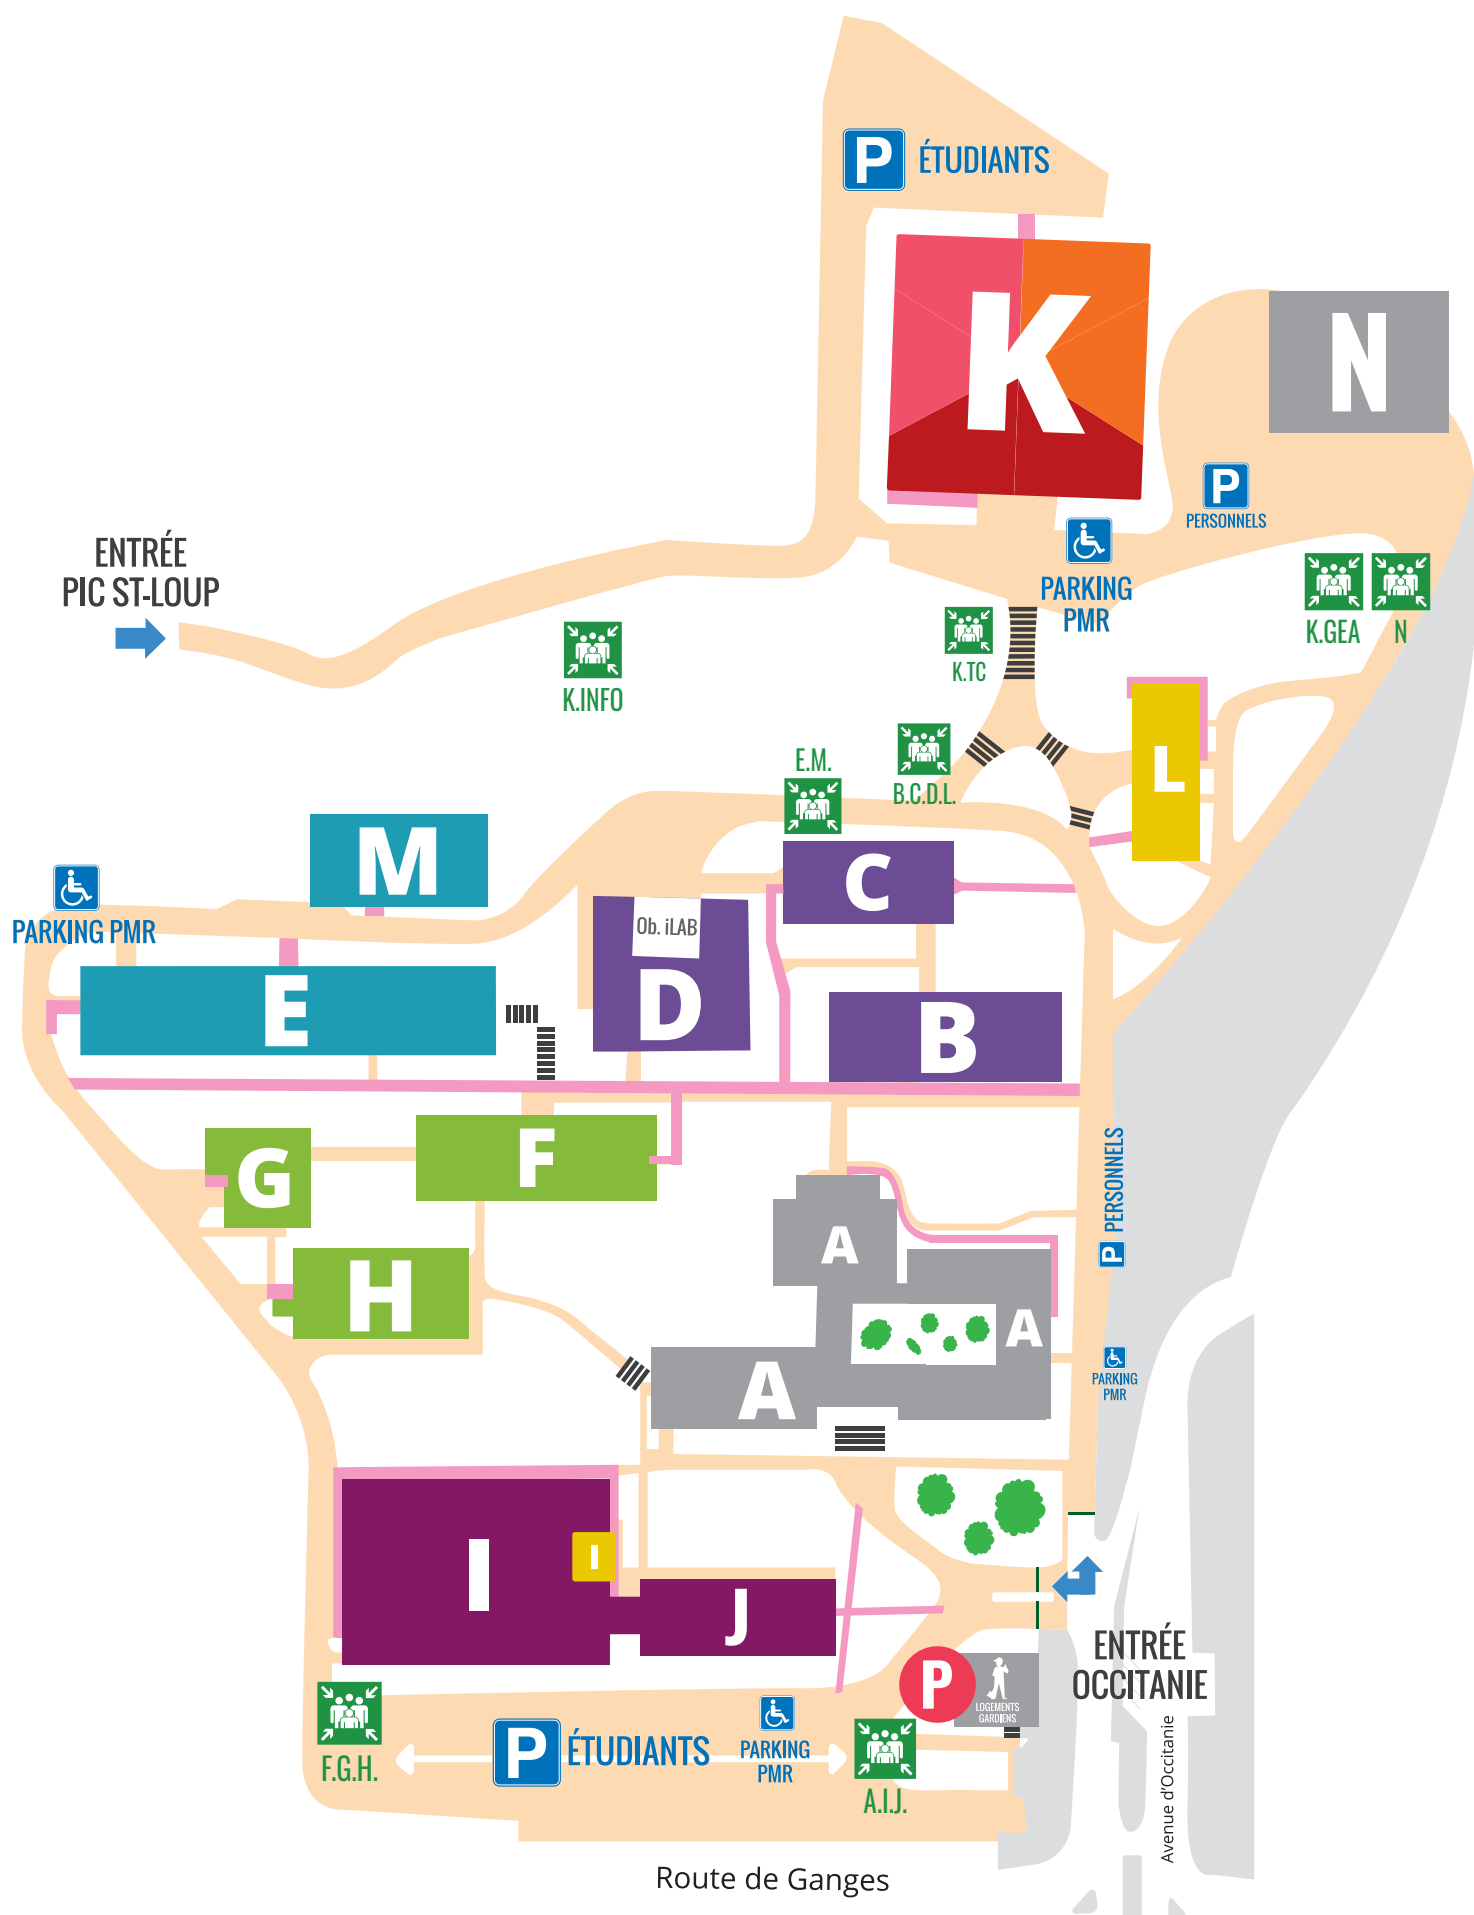 P ÉTUDIANTS
K
N
P
PERSONNELS
ENTRÉE
PIC ST-LOUP
PARKING
PMR
K.GEA
N
K.TC
K.INFO
L
E.M.
B.C.D.L.
M
C
PARKING PMR
Ob. iLAB
D
E
B
F
G
P PERSONNELS
H
A
A
A
PARKING
PMR
I
I
J
ENTRÉE
OCCITANIE
P
LOGEMENTS
GARDIENS
P ÉTUDIANTS
PARKING
PMR
F.G.H.
A.I.J.
Avenue d'Occitanie
Route de Ganges